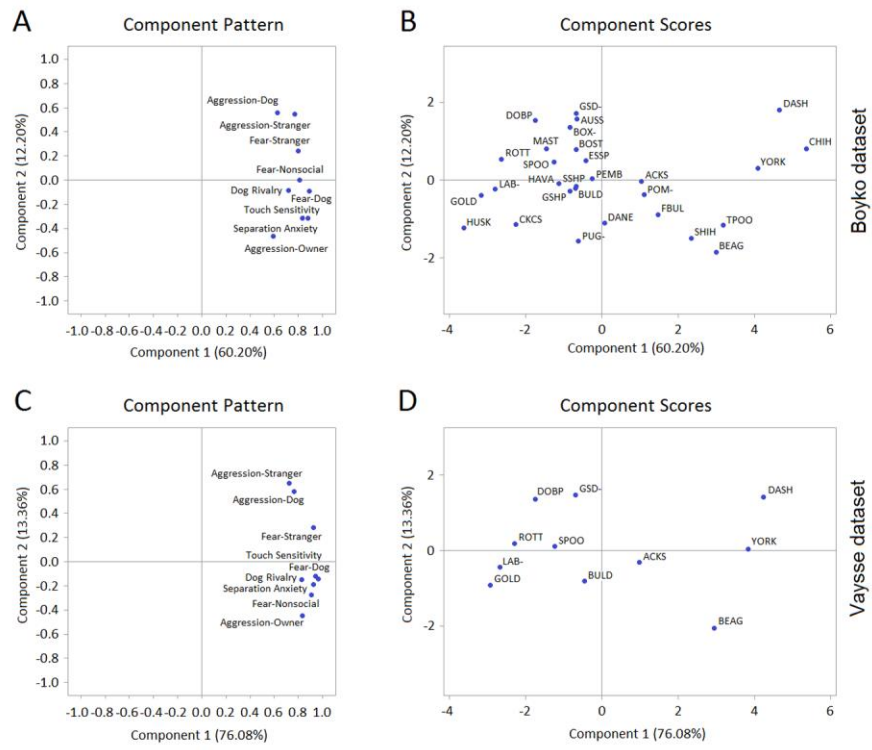 A
Component Pattern
Component 2 (12.20%)
1.0
0.8
0.6
0.4
0.2
0.0
-0.2
-0.4
-0.6
-0.8
-1.0
Aggression-Dog
Aggression-Stranger
Fear-Stranger
Fear-Nonsocial
Dog Rivalry
Fear-Dog
Touch Sensitivity
Separation Anxiety
Aggression-Owner
-1.0 -0.8 -0.6 -0.4 -0.2 0.0 0.2 0.4 0.6 0.8 1.0
Component 1 (60.20%)
B
Component Scores
Component 2 (12.20%)
2
0
-2
DASH
GSD-
DOBP
AUSS
BOX-
CHIH
MAST
BOST
ROTT
ESSP
YORK
SPOO
HAVA
SSHP
PEMB
ACKS
LAB-
GSHP
BULD
POM-
GOLD
FBUL
HUSK
CKCS
DANE
TPOO
PUG-
SHIH
BEAG
-4 -2 0 2 4 6
Component 1 (60.20%)
Boyko dataset
C
Component Pattern
Component 2 (13.36%)
1.0
0.8
0.6
0.4
0.2
0.0
-0.2
-0.4
-0.6
-0.8
-1.0
Aggression-Stranger
Aggression-Dog
Fear-Stranger
Touch Sensitivity
Fear-Dog
Dog Rivalry
Separation Anxiety
Fear-Nonsocial
Aggression-Owner
-1.0 -0.8 -0.6 -0.4 -0.2 0.0 0.2 0.4 0.6 0.8 1.0
Component 1 (76.08%)
D
Component Scores
Component 2 (13.36%)
2
0
-2
DOBP
GSD-
DASH
ROTT
SPOO
YORK
ACKS
LAB-
GOLD
BULD
BEAG
-4 -2 0 2 4 6
Component 1 (76.08%)
Vaysse dataset